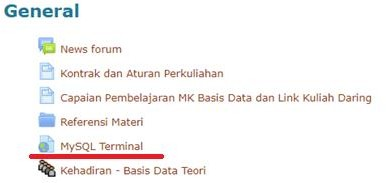 General
News forum
Kontrak dan Aturan Perkuliahan
Capaian Pembelajaran MK Basis Data dan Link Kuliah Daring
Referensi Materi
MySQL Terminal
Kehadiran - Basis Data Teori